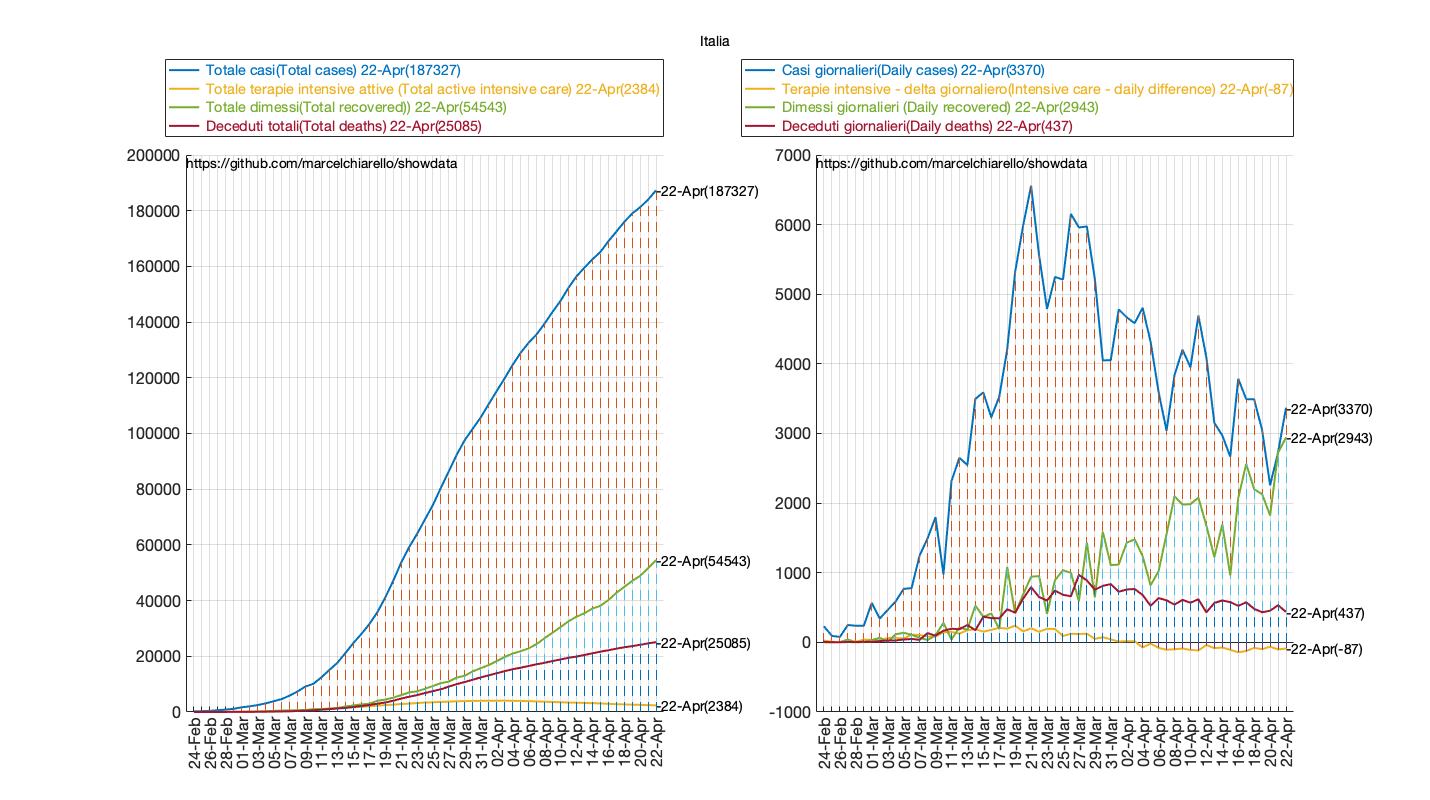 Italia
Totale casi(Total cases) 22-Apr(187327)
Totale terapie intensive attive (Total active intensive care) 22-Apr(2384)
Totale dimessi(Total recovered)) 22-Apr(54543)
Deceduti totali(Total deaths) 22-Apr(25085)
Casi giornalieri(Daily cases) 22-Apr(3370)
Terapie intensive - delta giornaliero(Intensive care - daily difference) 22-Apr(-87)
Dimessi giornalieri (Daily recovered) 22-Apr(2943)
Deceduti giornalieri(Daily deaths) 22-Apr(437)
https://github.com/marcelchiarello/showdata
200000
180000
160000
140000
120000
100000
80000
60000
40000
20000
0
-22-Apr(187327)
-22-Apr(54543)
-22-Apr(25085)
-22-Apr(2384)
24-Feb
26-Feb
28-Feb
01-Mar
03-Mar
05-Mar
07-Mar
09-Mar
11-Mar
13-Mar
15-Mar
17-Mar
19-Mar
21-Mar
23-Mar
25-Mar
27-Mar
29-Mar
31-Mar
02-Apr
04-Apr
06-Apr
08-Apr
10-Apr
12-Apr
14-Apr
16-Apr
18-Apr
20-Apr
22-Apr
https://github.com/marcelchiarello/showdata
7000
6000
5000
4000
3000
2000
1000
0
-1000
-22-Apr(3370)
-22-Apr(2943)
-22-Apr(437)
-22-Apr(-87)
24-Feb
26-Feb
28-Feb
01-Mar
03-Mar
05-Mar
07-Mar
09-Mar
11-Mar
13-Mar
15-Mar
17-Mar
19-Mar
21-Mar
23-Mar
25-Mar
27-Mar
29-Mar
31-Mar
02-Apr
04-Apr
06-Apr
08-Apr
10-Apr
12-Apr
14-Apr
16-Apr
18-Apr
20-Apr
22-Apr